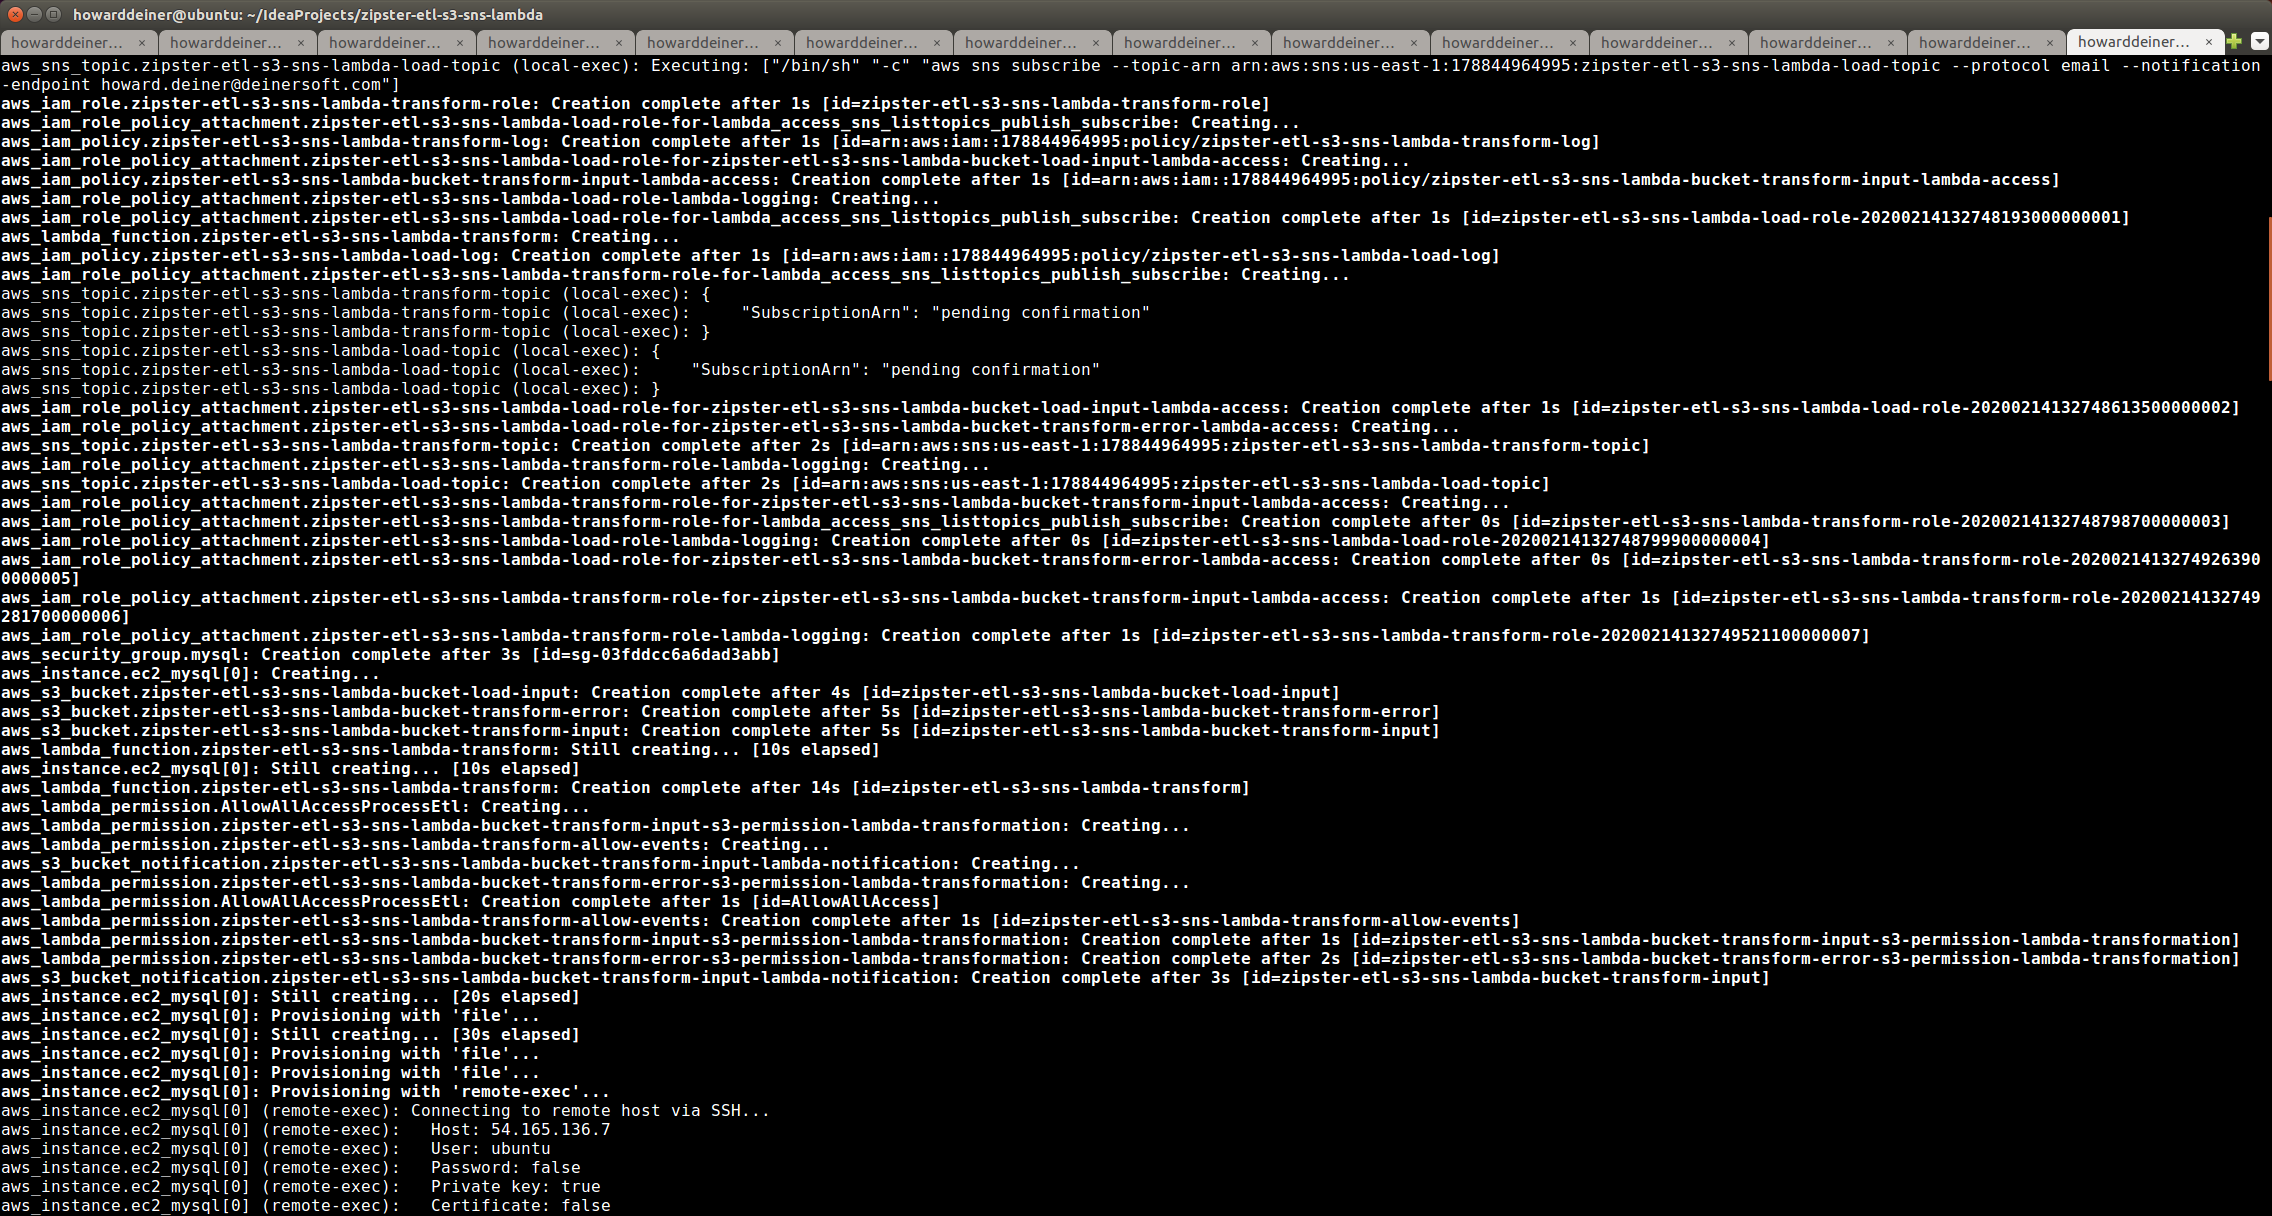 howarddeiner@ubuntu: ~/IdeaProjects/zipster-etl-s3-sns-lambda
howarddeiner... × howarddeiner... × howarddeiner... × howarddeiner... × howarddeiner... × howarddeiner... × howarddeiner... × howarddeiner... × howarddeiner... × howarddeiner... × howarddeiner... × howarddeiner... × howarddeiner... × howarddeiner... ×
aws_sns_topic.zipster-etl-s3-sns-lambda-load-topic (local-exec): Executing: ["/bin/sh" "-c" "aws sns subscribe --topic-arn arn:aws:sns:us-east-1:178844964995:zipster-etl-s3-sns-lambda-load-topic --protocol email --notification
-endpoint howard.deiner@deinersoft.com"]
aws_iam_role.zipster-etl-s3-sns-lambda-transform-role: Creation complete after 1s [id=zipster-etl-s3-sns-lambda-transform-role]
aws_iam_role_policy_attachment.zipster-etl-s3-sns-lambda-load-role-for-lambda_access_sns_listtopics_publish_subscribe: Creating...
aws_iam_policy.zipster-etl-s3-sns-lambda-transform-log: Creation complete after 1s [id=arn:aws:iam::178844964995:policy/zipster-etl-s3-sns-lambda-transform-log]
aws_iam_role_policy_attachment.zipster-etl-s3-sns-lambda-load-role-for-zipster-etl-s3-sns-lambda-bucket-load-input-lambda-access: Creating...
aws_iam_policy.zipster-etl-s3-sns-lambda-bucket-transform-input-lambda-access: Creation complete after 1s [id=arn:aws:iam::178844964995:policy/zipster-etl-s3-sns-lambda-bucket-transform-input-lambda-access]
aws_iam_role_policy_attachment.zipster-etl-s3-sns-lambda-load-role-lambda-logging: Creating...
aws_iam_role_policy_attachment.zipster-etl-s3-sns-lambda-load-role-for-lambda_access_sns_listtopics_publish_subscribe: Creation complete after 1s [id=zipster-etl-s3-sns-lambda-load-role-20200214132748193000000001]
aws_lambda_function.zipster-etl-s3-sns-lambda-transform: Creating...
aws_iam_policy.zipster-etl-s3-sns-lambda-load-log: Creation complete after 1s [id=arn:aws:iam::178844964995:policy/zipster-etl-s3-sns-lambda-load-log]
aws_iam_role_policy_attachment.zipster-etl-s3-sns-lambda-transform-role-for-lambda_access_sns_listtopics_publish_subscribe: Creating...
aws_sns_topic.zipster-etl-s3-sns-lambda-transform-topic (local-exec): {
aws_sns_topic.zipster-etl-s3-sns-lambda-transform-topic (local-exec):     "SubscriptionArn": "pending confirmation"
aws_sns_topic.zipster-etl-s3-sns-lambda-transform-topic (local-exec): }
aws_sns_topic.zipster-etl-s3-sns-lambda-load-topic (local-exec): {
aws_sns_topic.zipster-etl-s3-sns-lambda-load-topic (local-exec):     "SubscriptionArn": "pending confirmation"
aws_sns_topic.zipster-etl-s3-sns-lambda-load-topic (local-exec): }
aws_iam_role_policy_attachment.zipster-etl-s3-sns-lambda-load-role-for-zipster-etl-s3-sns-lambda-bucket-load-input-lambda-access: Creation complete after 1s [id=zipster-etl-s3-sns-lambda-load-role-20200214132748613500000002]
aws_iam_role_policy_attachment.zipster-etl-s3-sns-lambda-load-role-for-zipster-etl-s3-sns-lambda-bucket-transform-error-lambda-access: Creating...
aws_sns_topic.zipster-etl-s3-sns-lambda-transform-topic: Creation complete after 2s [id=arn:aws:sns:us-east-1:178844964995:zipster-etl-s3-sns-lambda-transform-topic]
aws_iam_role_policy_attachment.zipster-etl-s3-sns-lambda-transform-role-lambda-logging: Creating...
aws_sns_topic.zipster-etl-s3-sns-lambda-load-topic: Creation complete after 2s [id=arn:aws:sns:us-east-1:178844964995:zipster-etl-s3-sns-lambda-load-topic]
aws_iam_role_policy_attachment.zipster-etl-s3-sns-lambda-transform-role-for-zipster-etl-s3-sns-lambda-bucket-transform-input-lambda-access: Creating...
aws_iam_role_policy_attachment.zipster-etl-s3-sns-lambda-transform-role-for-lambda_access_sns_listtopics_publish_subscribe: Creation complete after 0s [id=zipster-etl-s3-sns-lambda-transform-role-20200214132748798700000003]
aws_iam_role_policy_attachment.zipster-etl-s3-sns-lambda-load-role-lambda-logging: Creation complete after 0s [id=zipster-etl-s3-sns-lambda-load-role-20200214132748799900000004]
aws_iam_role_policy_attachment.zipster-etl-s3-sns-lambda-load-role-for-zipster-etl-s3-sns-lambda-bucket-transform-error-lambda-access: Creation complete after 0s [id=zipster-etl-s3-sns-lambda-transform-role-2020021413274926390
0000005]
aws_iam_role_policy_attachment.zipster-etl-s3-sns-lambda-transform-role-for-zipster-etl-s3-sns-lambda-bucket-transform-input-lambda-access: Creation complete after 1s [id=zipster-etl-s3-sns-lambda-transform-role-20200214132749
281700000006]
aws_iam_role_policy_attachment.zipster-etl-s3-sns-lambda-transform-role-lambda-logging: Creation complete after 1s [id=zipster-etl-s3-sns-lambda-transform-role-20200214132749521100000007]
aws_security_group.mysql: Creation complete after 3s [id=sg-03fddcc6a6dad3abb]
aws_instance.ec2_mysql[0]: Creating...
aws_s3_bucket.zipster-etl-s3-sns-lambda-bucket-load-input: Creation complete after 4s [id=zipster-etl-s3-sns-lambda-bucket-load-input]
aws_s3_bucket.zipster-etl-s3-sns-lambda-bucket-transform-error: Creation complete after 5s [id=zipster-etl-s3-sns-lambda-bucket-transform-error]
aws_s3_bucket.zipster-etl-s3-sns-lambda-bucket-transform-input: Creation complete after 5s [id=zipster-etl-s3-sns-lambda-bucket-transform-input]
aws_lambda_function.zipster-etl-s3-sns-lambda-transform: Still creating... [10s elapsed]
aws_instance.ec2_mysql[0]: Still creating... [10s elapsed]
aws_lambda_function.zipster-etl-s3-sns-lambda-transform: Creation complete after 14s [id=zipster-etl-s3-sns-lambda-transform]
aws_lambda_permission.AllowAllAccessProcessEtl: Creating...
aws_lambda_permission.zipster-etl-s3-sns-lambda-bucket-transform-input-s3-permission-lambda-transformation: Creating...
aws_lambda_permission.zipster-etl-s3-sns-lambda-transform-allow-events: Creating...
aws_s3_bucket_notification.zipster-etl-s3-sns-lambda-bucket-transform-input-lambda-notification: Creating...
aws_lambda_permission.zipster-etl-s3-sns-lambda-bucket-transform-error-s3-permission-lambda-transformation: Creating...
aws_lambda_permission.AllowAllAccessProcessEtl: Creation complete after 1s [id=AllowAllAccess]
aws_lambda_permission.zipster-etl-s3-sns-lambda-transform-allow-events: Creation complete after 1s [id=zipster-etl-s3-sns-lambda-transform-allow-events]
aws_lambda_permission.zipster-etl-s3-sns-lambda-bucket-transform-input-s3-permission-lambda-transformation: Creation complete after 1s [id=zipster-etl-s3-sns-lambda-bucket-transform-input-s3-permission-lambda-transformation]
aws_lambda_permission.zipster-etl-s3-sns-lambda-bucket-transform-error-s3-permission-lambda-transformation: Creation complete after 2s [id=zipster-etl-s3-sns-lambda-bucket-transform-error-s3-permission-lambda-transformation]
aws_s3_bucket_notification.zipster-etl-s3-sns-lambda-bucket-transform-input-lambda-notification: Creation complete after 3s [id=zipster-etl-s3-sns-lambda-bucket-transform-input]
aws_instance.ec2_mysql[0]: Still creating... [20s elapsed]
aws_instance.ec2_mysql[0]: Provisioning with 'file'...
aws_instance.ec2_mysql[0]: Still creating... [30s elapsed]
aws_instance.ec2_mysql[0]: Provisioning with 'file'...
aws_instance.ec2_mysql[0]: Provisioning with 'file'...
aws_instance.ec2_mysql[0]: Provisioning with 'remote-exec'...
aws_instance.ec2_mysql[0] (remote-exec): Connecting to remote host via SSH...
aws_instance.ec2_mysql[0] (remote-exec):   Host: 54.165.136.7
aws_instance.ec2_mysql[0] (remote-exec):   User: ubuntu
aws_instance.ec2_mysql[0] (remote-exec):   Password: false
aws_instance.ec2_mysql[0] (remote-exec):   Private key: true
aws_instance.ec2_mysql[0] (remote-exec):   Certificate: false